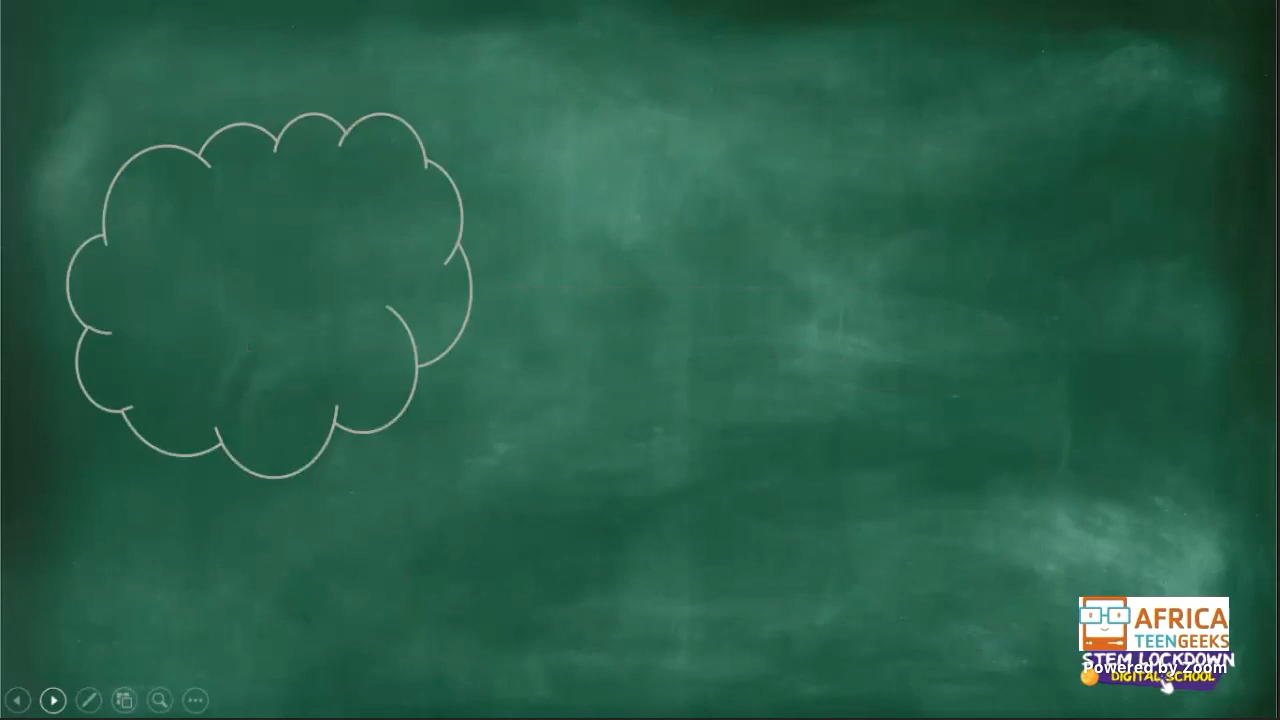 AFRICA
TEENGEEKS
STEM LOCKDOWN
Powered by Zoom
DIGITAL SCHOOL